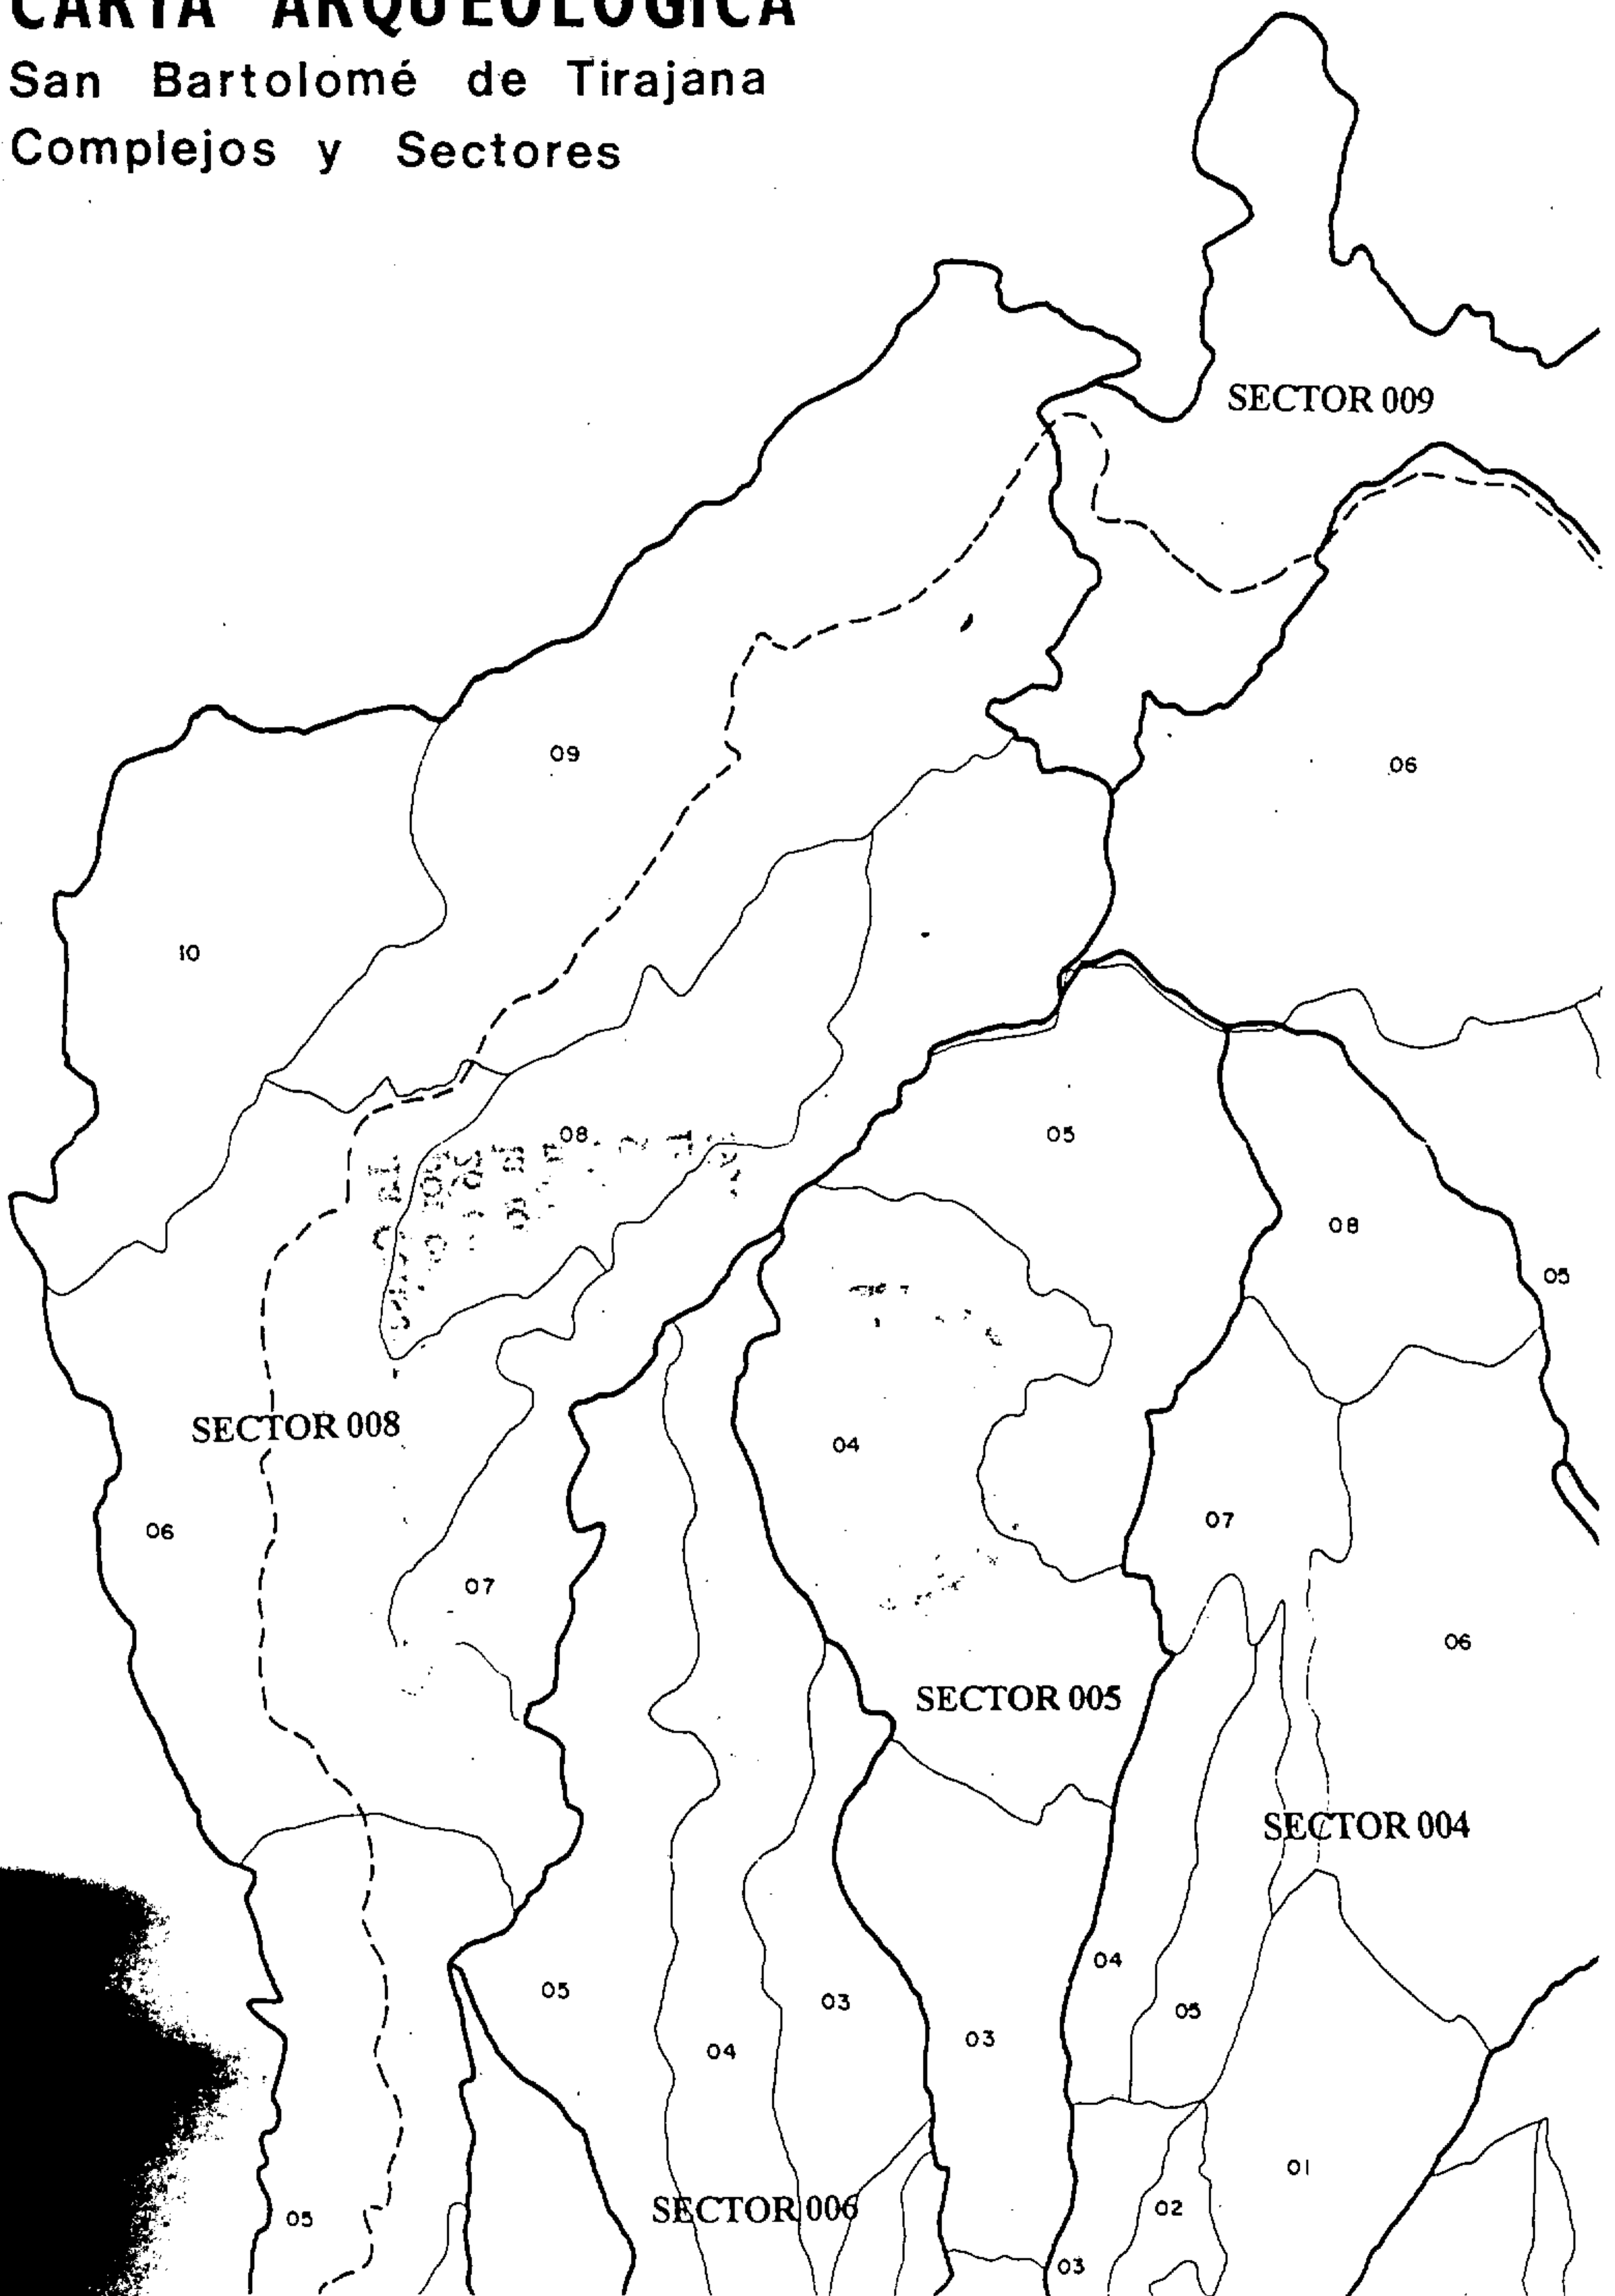 CARTA ARQUEOLOGICA
San Bartolomé de Tirajana
Complejos y Sectores
SECTOR 009
09
06
10
08
05
08
05
SECTOR 008
04
07
06
07
06
SECTOR 005
SECTOR 004
04
05
03
05
03
04
01
SECTOR 006
02
05
03